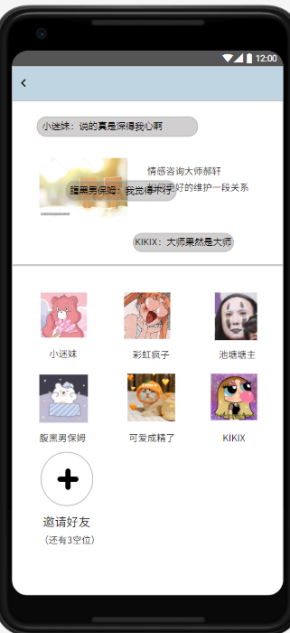 12:00
小迷妹：说的真是深得我心啊
情感咨询大师郝轩
腹黑男保姆：我觉得不行
好的维护一段关系
KIKIX：大师果然是大师
小迷妹
彩虹疯子
池塘塘主
腹黑男保姆
可爱成精了
KIKIX
邀请好友
（还有3空位）